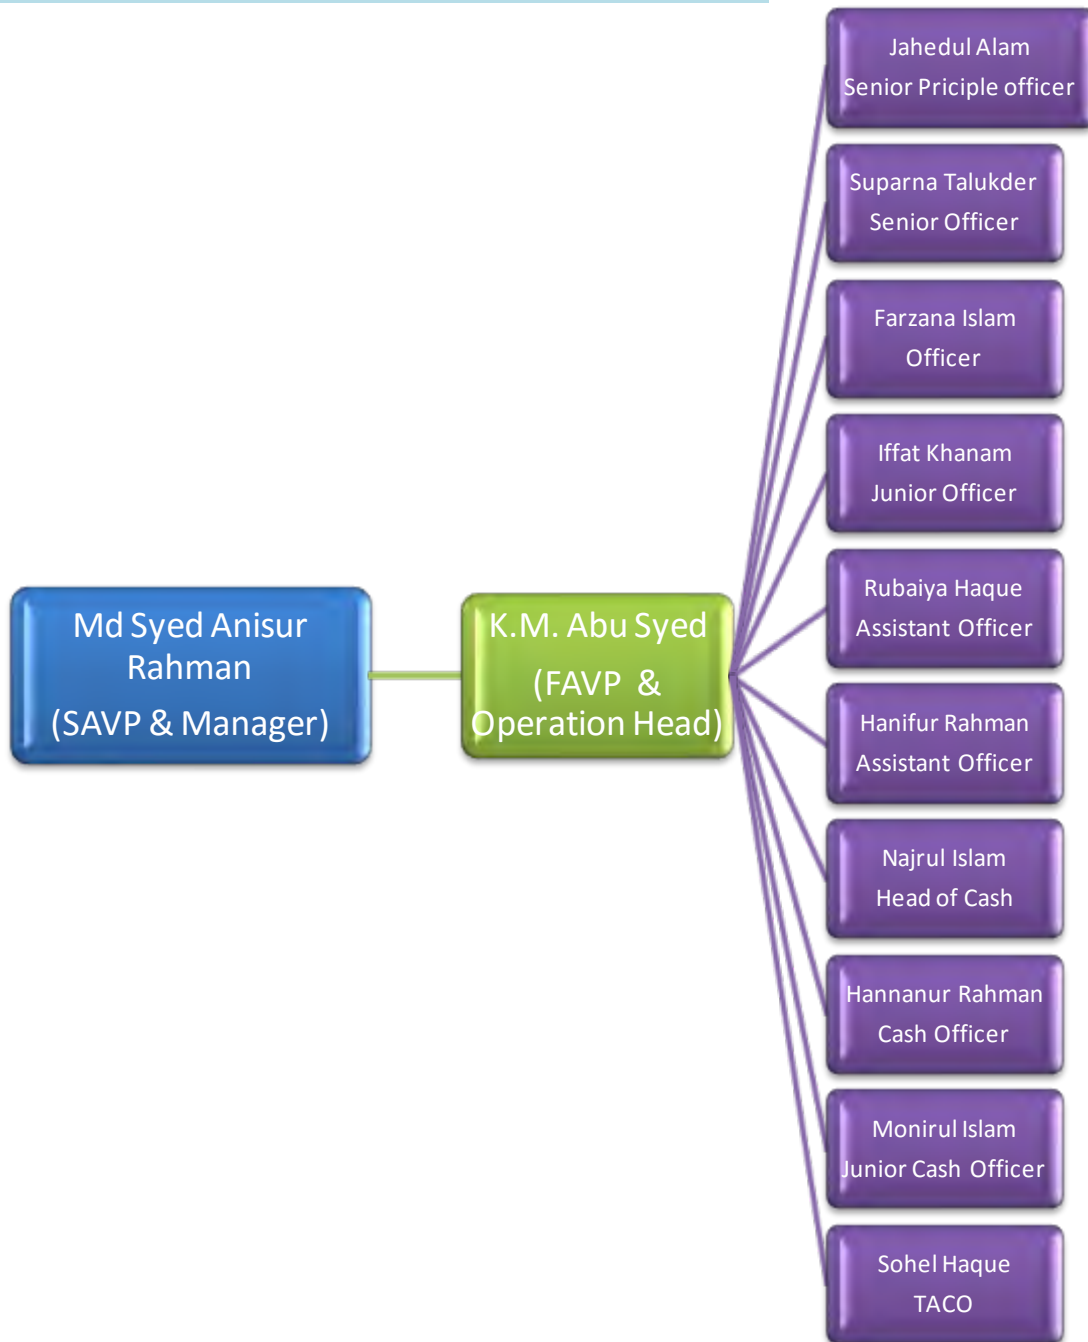 Md Syed Anisur
Rahman
(SAVP & Manager)
K.M. Abu Syed
(FAVP &
Operation Head)
Jahedul Alam
Senior Priciple officer
Suparna Talukder
Senior Officer
Farzana Islam
Officer
Iffat Khanam
Junior Officer
Rubaiya Haque
Assistant Officer
Hanifur Rahman
Assistant Officer
Najrul Islam
Head of Cash
Hannanur Rahman
Cash Officer
Monirul Islam
Junior Cash Officer
Sohel Haque
TACO